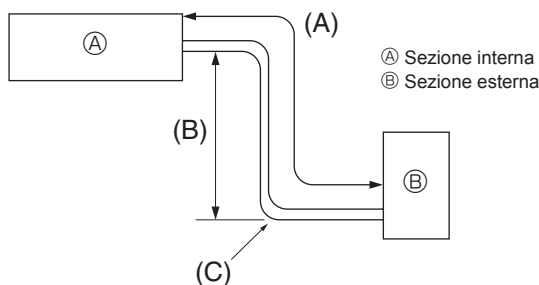 (A)
Ⓐ
Ⓐ Sezione interna
Ⓑ Sezione esterna
(B)
Ⓑ
(C)